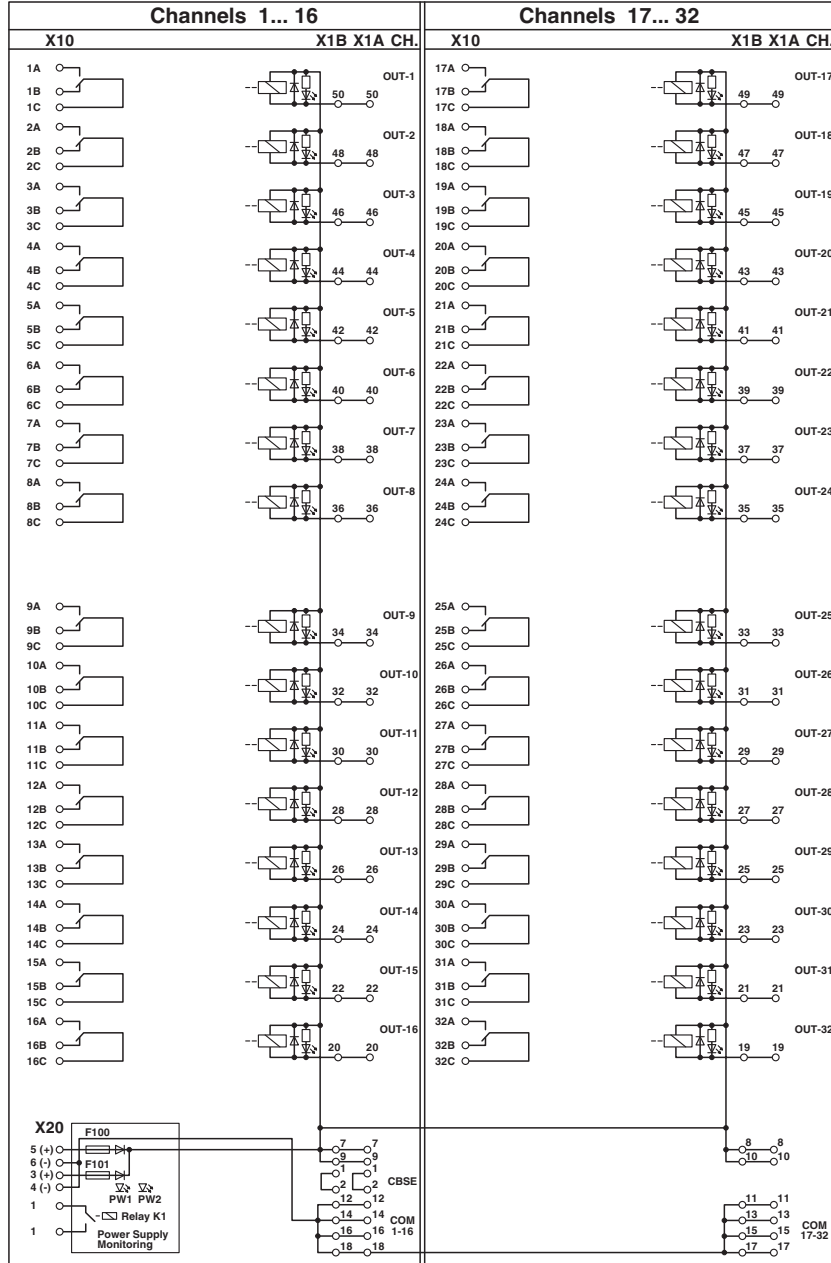 Channels 1... 16
X10 X1B X1A CH.
1A
OUT-1
1B 50 50
1C
2A
OUT-2
2B 48 48
2C
3A
OUT-3
3B 46 46
3C
4A
OUT-4
4B 44 44
4C
5A
OUT-5
5B 42 42
5C
6A
OUT-6
6B 40 40
6C
7A
OUT-7
7B 38 38
7C
8A
OUT-8
8B 36 36
8C
9A
OUT-9
9B 34 34
9C
10A
OUT-10
10B 32 32
10C
11A
OUT-11
11B 30 30
11C
12A
OUT-12
12B 28 28
12C
13A
OUT-13
13B 26 26
13C
14A
OUT-14
14B 24 24
14C
15A
OUT-15
15B 22 22
15C
16A
OUT-16
16B 20 20
16C
Channels 17... 32
X10 X1B X1A CH.
17A
OUT-17
17B 49 49
17C
18A
OUT-18
18B 47 47
18C
19A
OUT-19
19B 45 45
19C
20A
OUT-20
20B 43 43
20C
21A
OUT-21
21B 41 41
21C
22A
OUT-22
22B 39 39
22C
23A
OUT-23
23B 37 37
23C
24A
OUT-24
24B 35 35
24C
25A
OUT-25
25B 33 33
25C
26A
OUT-26
26B 31 31
26C
27A
OUT-27
27B 29 29
27C
28A
OUT-28
28B 27 27
28C
29A
OUT-29
29B 25 25
29C
30A
OUT-30
30B 23 23
30C
31A
OUT-31
31B 21 21
31C
32A
OUT-32
32B 19 19
32C
X20
F100
5 (+)
6 (-)
F101
3 (+)
4 (-)
PW1 PW2
1
Relay K1
1
Power Supply
Monitoring
7 7
9 9
1 1
CBSE
2 2
12 12
14 14 COM
16 16 1-16
18 18
8 8
10 10
11 11
13 13
COM
15 15
17-32
17 17